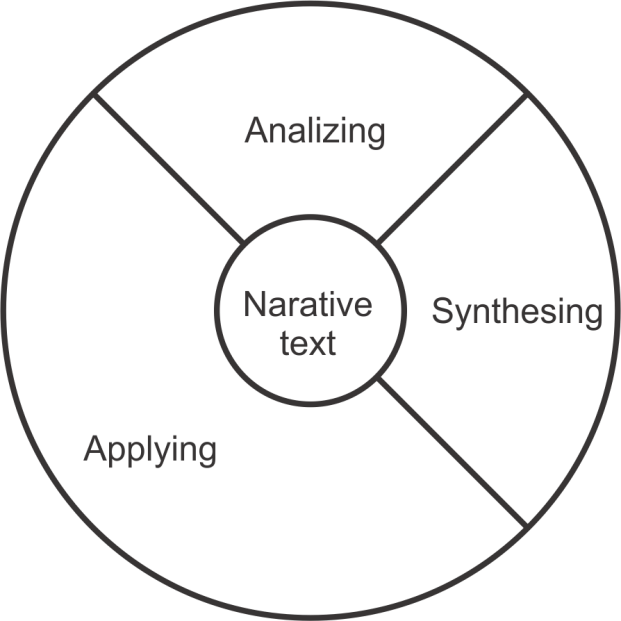 Analizing
Narative
text
Synthesing
Applying